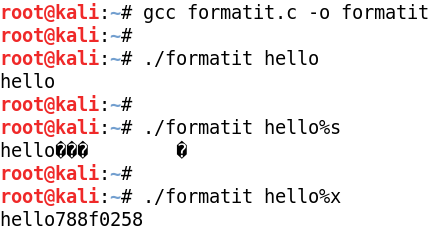 root@kali:~# gcc formatit.c -o formatit
root@kali:~#
root@kali:~# ./formatit hello
hello
root@kali:~#
root@kali:~# ./formatit hello%s
hello���        �
root@kali:~#
root@kali:~# ./formatit hello%x
hello788f0258